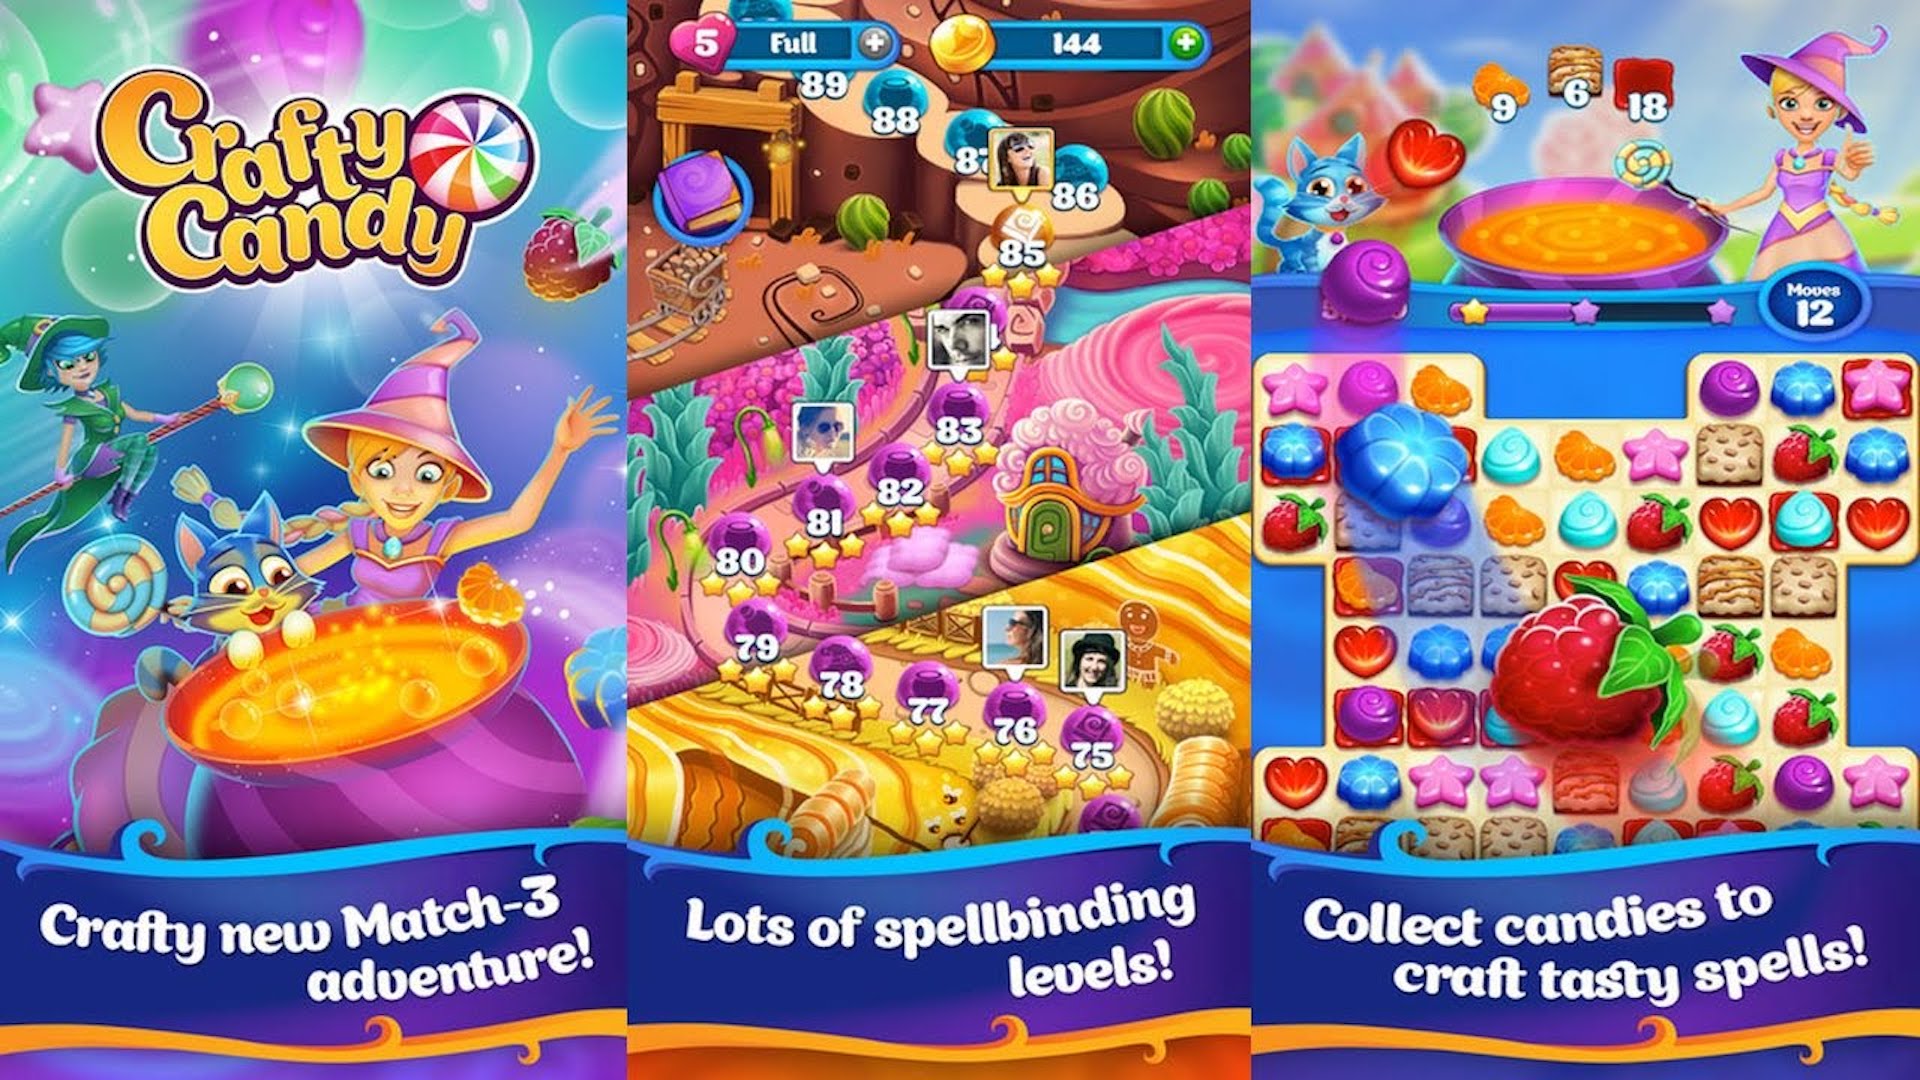 Crafty
Candy
Crafty new Match-3
adventure!
5
Full
144
89
88
87
86
85
83
82
81
80
79
78
77
76
75
Lots of spellbinding
levels!
9
6
18
Moves
12
Collect candies to
craft tasty spells!